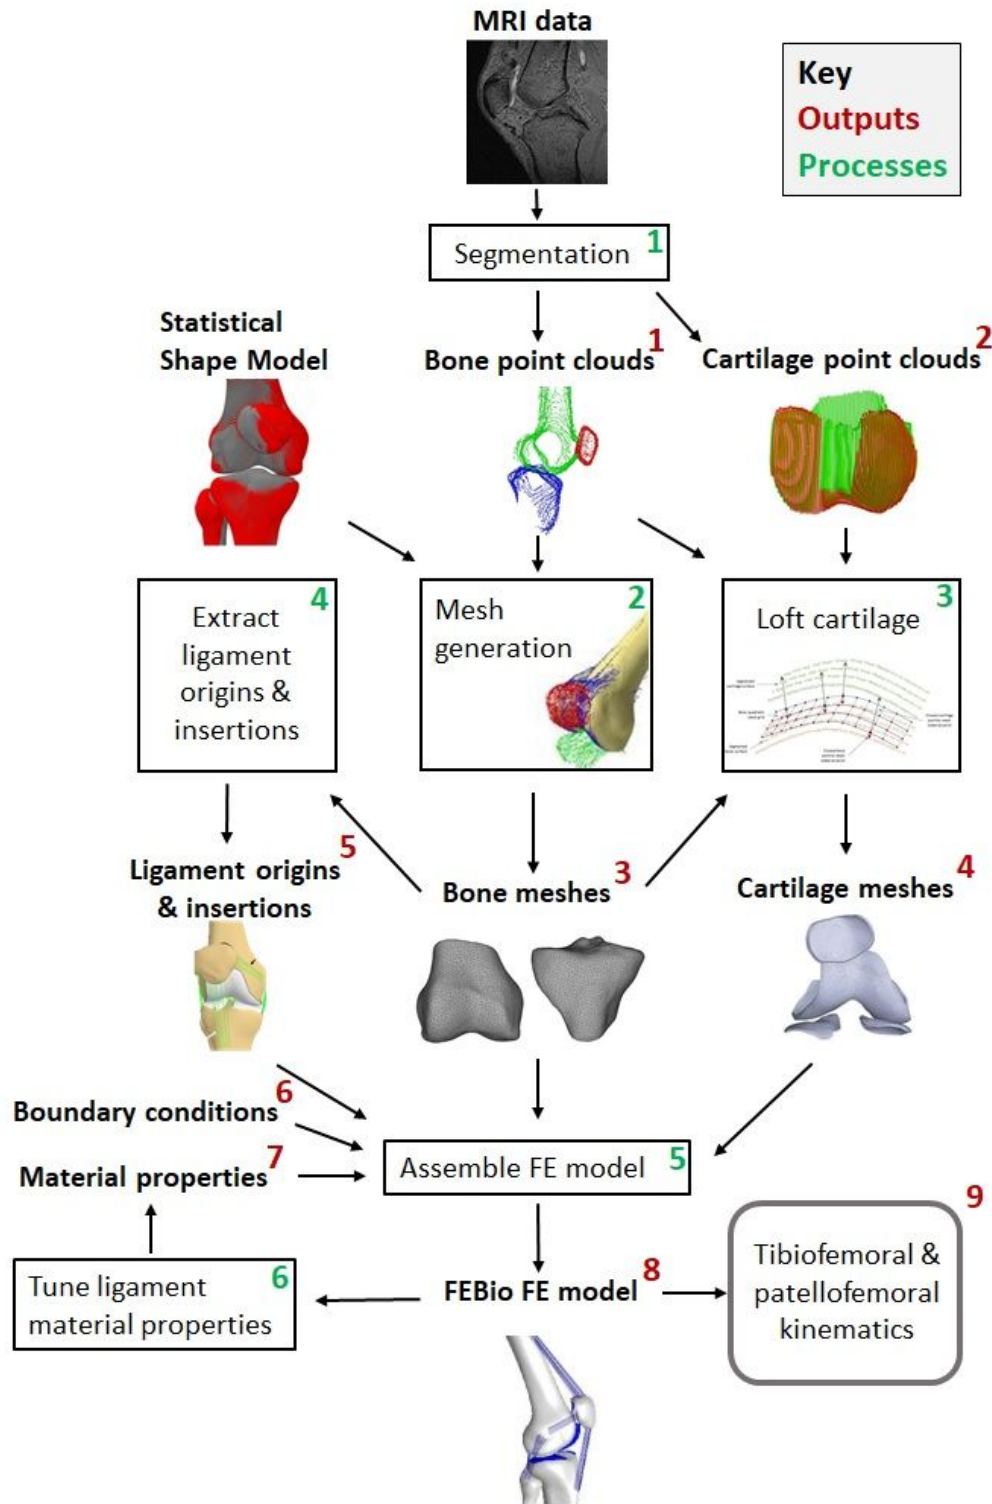 MRI data
Key
Outputs
Processes
Segmentation 1
Statistical
Shape Model
Bone point clouds 1
Cartilage point clouds 2
4
Extract
ligament
origins &
insertions
2
Mesh
generation
3
Loft cartilage
Ligament origins 5
& insertions
Bone meshes 3
Cartilage meshes 4
Boundary conditions 6
Material properties 7
Assemble FE model 5
Tune ligament 6
material properties
FEBio FE model 8
9
Tibiofemoral &
patellofemoral
kinematics